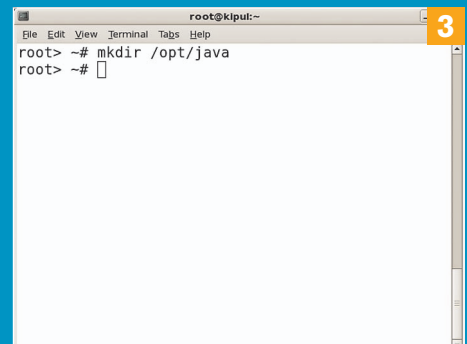 root@kipul:~
3
File Edit View Terminal Tabs Help
root> ~# mkdir /opt/java
root> ~#